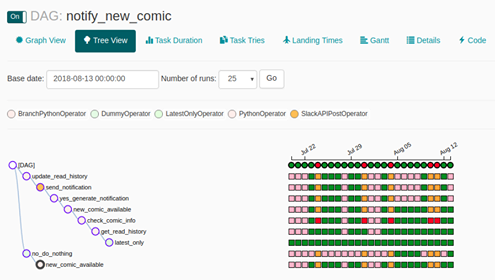 On DAG: notify_new_comic
Graph View Tree View Task Duration Task Tries Landing Times Gantt Details Code
Base date: 2018-08-13 00:00:00 Number of runs: 25 Go
BranchPythonOperator DummyOperator LatestOnlyOperator PythonOperator SlackAPIPostOperator
Jul 22 Jul 29 Aug 05 Aug 12
[DAG]
update_read_history
send_notification
yes_generate_notification
new_comic_available
check_comic_info
get_read_history
latest_only
no_do_nothing
new_comic_available